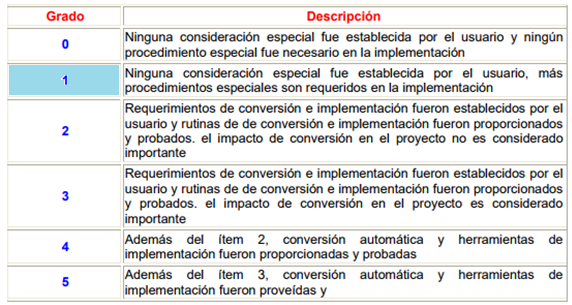 Grado Descripción
0 Ninguna consideración especial fue establecida por el usuario y ningún
procedimiento especial fue necesario en la implementación
1 Ninguna consideración especial fue establecida por el usuario, más
procedimientos especiales son requeridos en la implementación
2 Requerimientos de conversión e implementación fueron establecidos por el
usuario y rutinas de de conversión e implementación fueron proporcionados
y probados. el impacto de conversión en el proyecto no es considerado
importante
3 Requerimientos de conversión e implementación fueron establecidos por el
usuario y rutinas de de conversión e implementación fueron proporcionados
y probados. el impacto de conversión en el proyecto es considerado
importante
4 Además del ítem 2, conversión automática y herramientas de
implementación fueron proporcionadas y probadas
5 Además del ítem 3, conversión automática y herramientas de
implementación fueron proveídas y